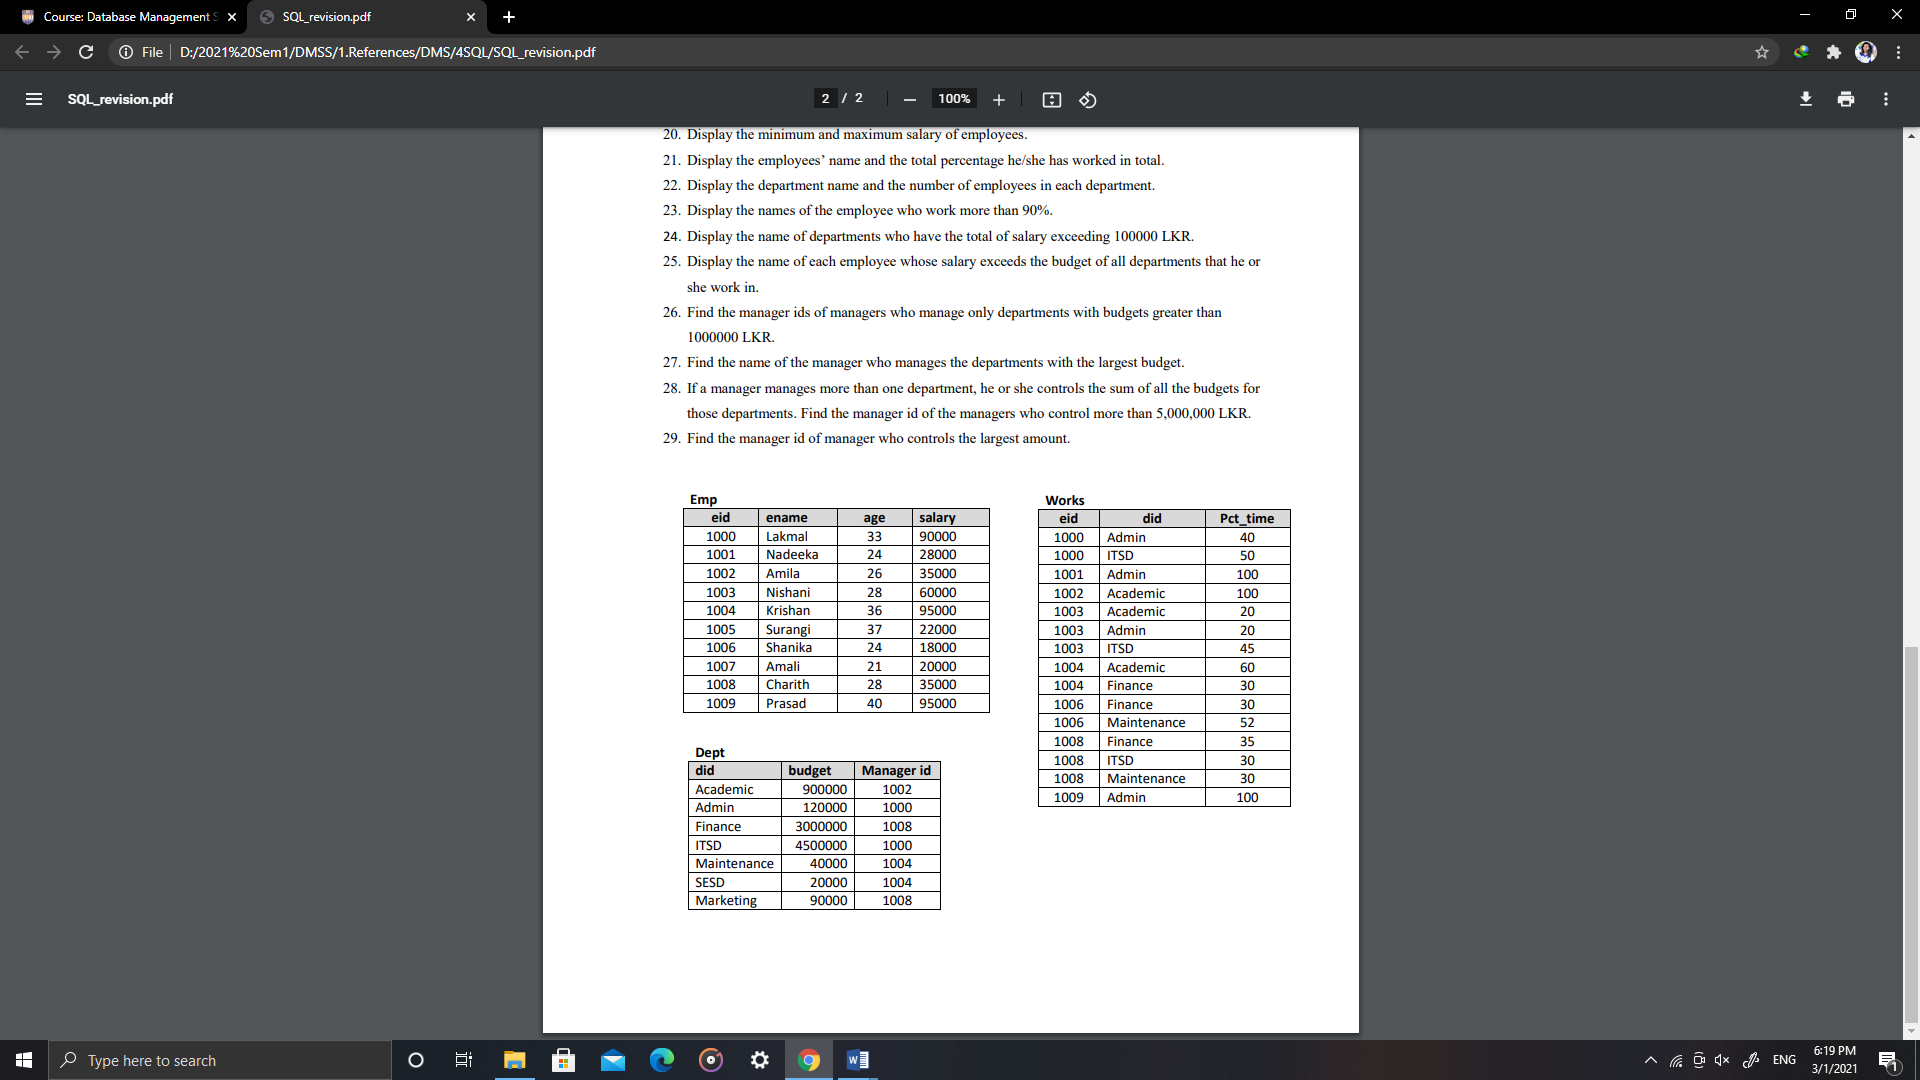 Course: Database Management S
SQL_revision.pdf
File D:/2021%20Sem1/DMSS/1.References/DMS/4SQL/SQL_revision.pdf
SQL_revision.pdf 2 / 2 100%
20. Display the minimum and maximum salary of employees.
21. Display the employees’ name and the total percentage he/she has worked in total.
22. Display the department name and the number of employees in each department.
23. Display the names of the employee who work more than 90%.
24. Display the name of departments who have the total of salary exceeding 100000 LKR.
25. Display the name of each employee whose salary exceeds the budget of all departments that he or
she work in.
26. Find the manager ids of managers who manage only departments with budgets greater than
1000000 LKR.
27. Find the name of the manager who manages the departments with the largest budget.
28. If a manager manages more than one department, he or she controls the sum of all the budgets for
those departments. Find the manager id of the managers who control more than 5,000,000 LKR.
29. Find the manager id of manager who controls the largest amount.
Emp
eid ename age salary
1000 Lakmal 33 90000
1001 Nadeeka 24 28000
1002 Amila 26 35000
1003 Nishani 28 60000
1004 Krishan 36 95000
1005 Surangi 37 22000
1006 Shanika 24 18000
1007 Amali 21 20000
1008 Charith 28 35000
1009 Prasad 40 95000
Works
eid did Pct_time
1000 Admin 40
1000 ITSD 50
1001 Admin 100
1002 Academic 100
1003 Academic 20
1003 Admin 20
1003 ITSD 45
1004 Academic 60
1004 Finance 30
1006 Finance 30
1006 Maintenance 52
1008 Finance 35
1008 ITSD 30
1008 Maintenance 30
1009 Admin 100
Dept
did budget Manager id
Academic 900000 1002
Admin 120000 1000
Finance 3000000 1008
ITSD 4500000 1000
Maintenance 40000 1004
SESD 20000 1004
Marketing 90000 1008
Type here to search
ENG
6:19 PM
3/1/2021
1